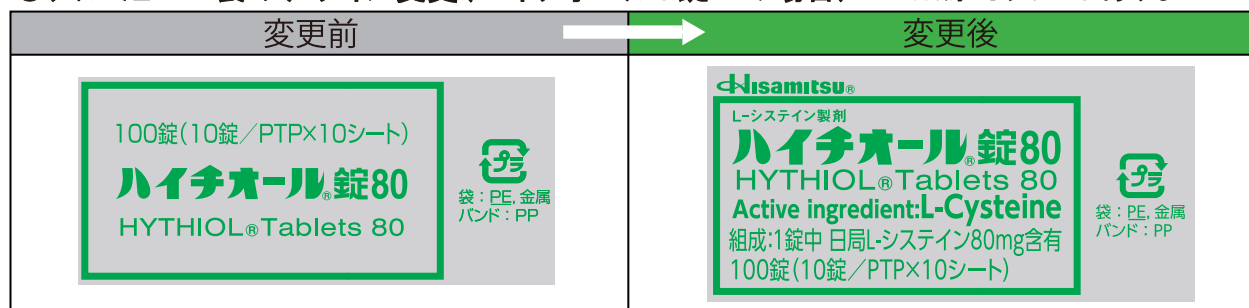 変更前
変更後
100錠(10錠／PTP×10シート)
ハイチオール®錠80
HYTHIOL®Tablets 80
プラ
袋：PE, 金属
バンド：PP
Hisamitsu®
L-システイン製剤
ハイチオール®錠80
HYTHIOL®Tablets 80
Active ingredient:L-Cysteine
組成:1錠中 日局L-システイン80mg含有
100錠(10錠／PTP×10シート)
プラ
袋：PE, 金属
バンド：PP